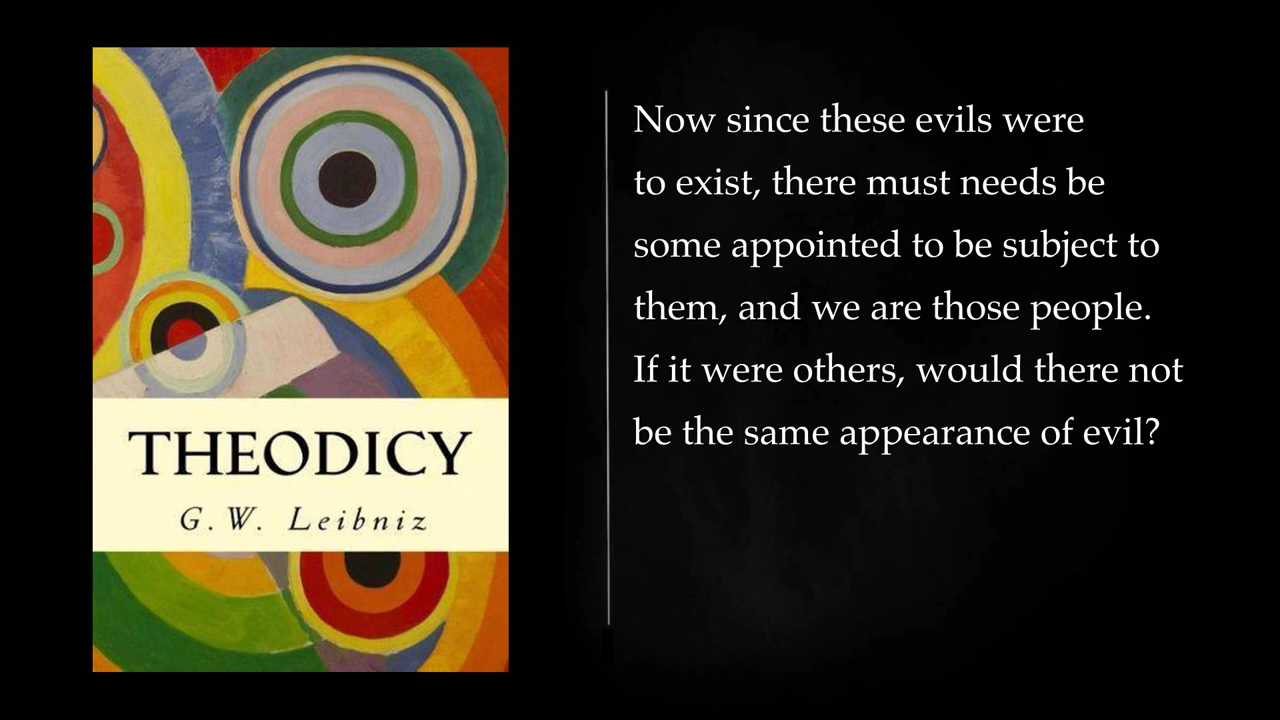 THEODICY
G. W. Leibniz
Now since these evils were
to exist, there must needs be
some appointed to be subject to
them, and we are those people.
If it were others, would there not
be the same appearance of evil?